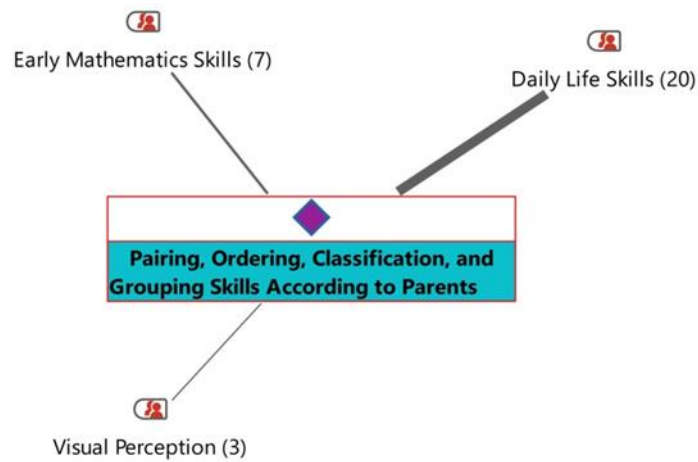 Early Mathematics Skills (7)
Daily Life Skills (20)
Pairing, Ordering, Classification, and
Grouping Skills According to Parents
Visual Perception (3)